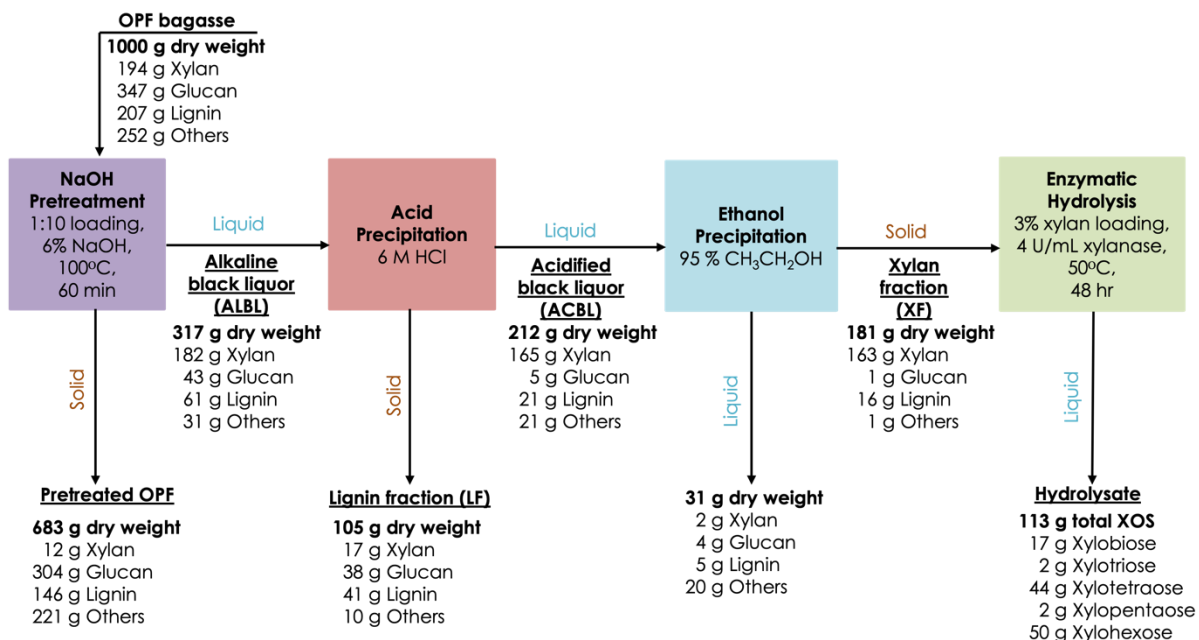 OPF bagasse
1000 g dry weight
194 g Xylan
347 g Glucan
207 g Lignin
252 g Others
NaOH
Pretreatment
1:10 loading,
6% NaOH,
100ºC,
60 min
Liquid
Alkaline
black liquor
(ALBL)
317 g dry weight
182 g Xylan
43 g Glucan
61 g Lignin
31 g Others
Solid
Pretreated OPF
683 g dry weight
12 g Xylan
304 g Glucan
146 g Lignin
221 g Others
Acid
Precipitation
6 M HCl
Liquid
Acidified
black liquor
(ACBL)
212 g dry weight
165 g Xylan
5 g Glucan
21 g Lignin
21 g Others
Solid
Lignin fraction (LF)
105 g dry weight
17 g Xylan
38 g Glucan
41 g Lignin
10 g Others
Ethanol
Precipitation
95 % CH₃CH₂OH
Solid
Xylan
fraction
(XF)
181 g dry weight
163 g Xylan
1 g Glucan
16 g Lignin
1 g Others
Liquid
31 g dry weight
2 g Xylan
4 g Glucan
5 g Lignin
20 g Others
Enzymatic
Hydrolysis
3% xylan loading,
4 U/mL xylanase,
50ºC,
48 hr
Liquid
Hydrolysate
113 g total XOS
17 g Xylobiose
2 g Xylotriose
44 g Xylotetraose
2 g Xylopentaose
50 g Xylohexose